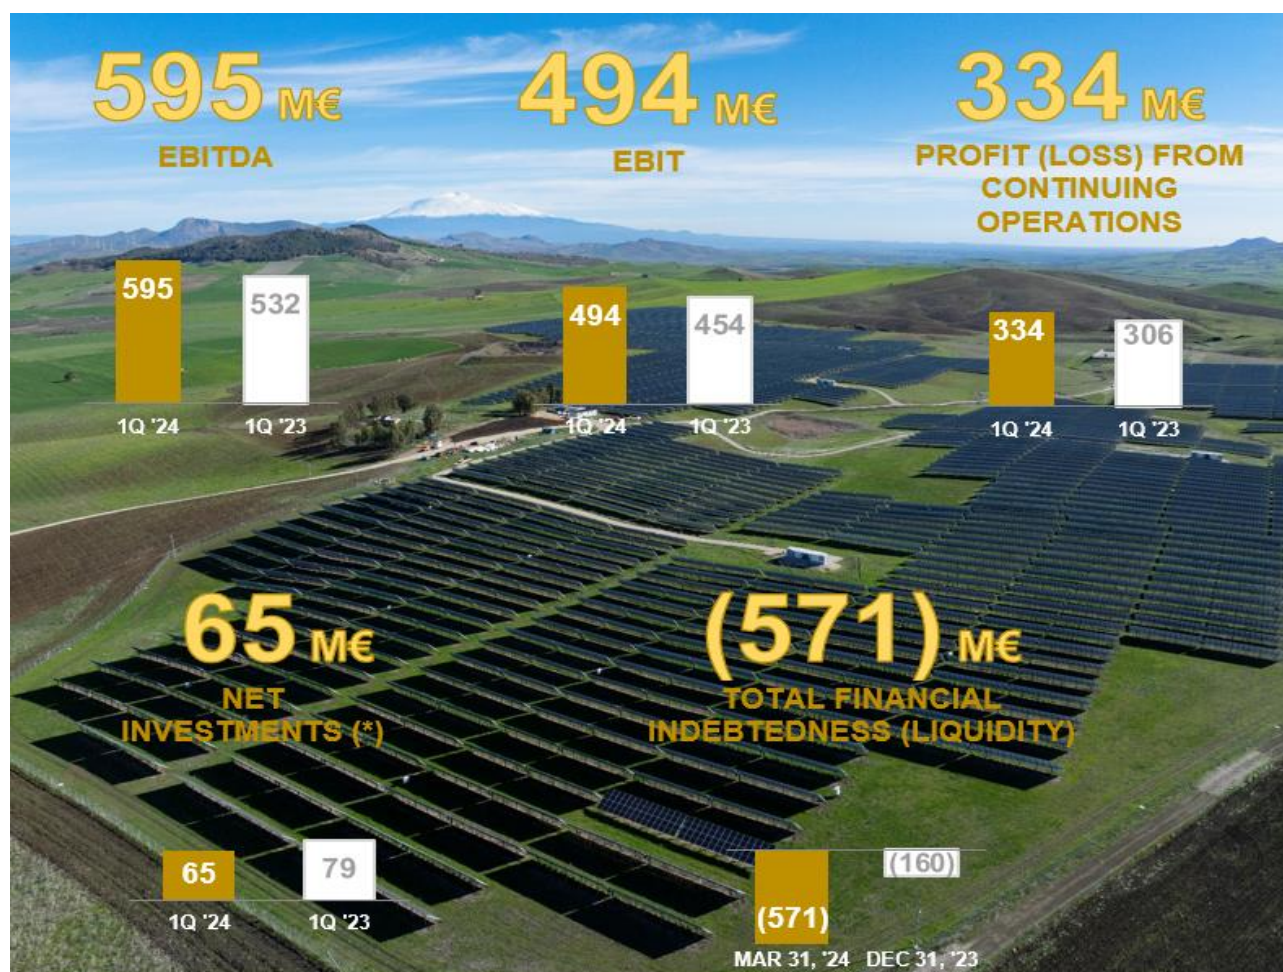 595 M€
EBITDA
494 M€
EBIT
334 M€
PROFIT (LOSS) FROM
CONTINUING
OPERATIONS
595
532
1Q '24
1Q '23
494
454
1Q '24
1Q '23
334
306
1Q '24
1Q '23
65 M€
NET
INVESTMENTS (*)
(571) M€
TOTAL FINANCIAL
INDEBTEDNESS (LIQUIDITY)
65
79
1Q '24
1Q '23
(571)
(160)
MAR 31, '24
DEC 31, '23